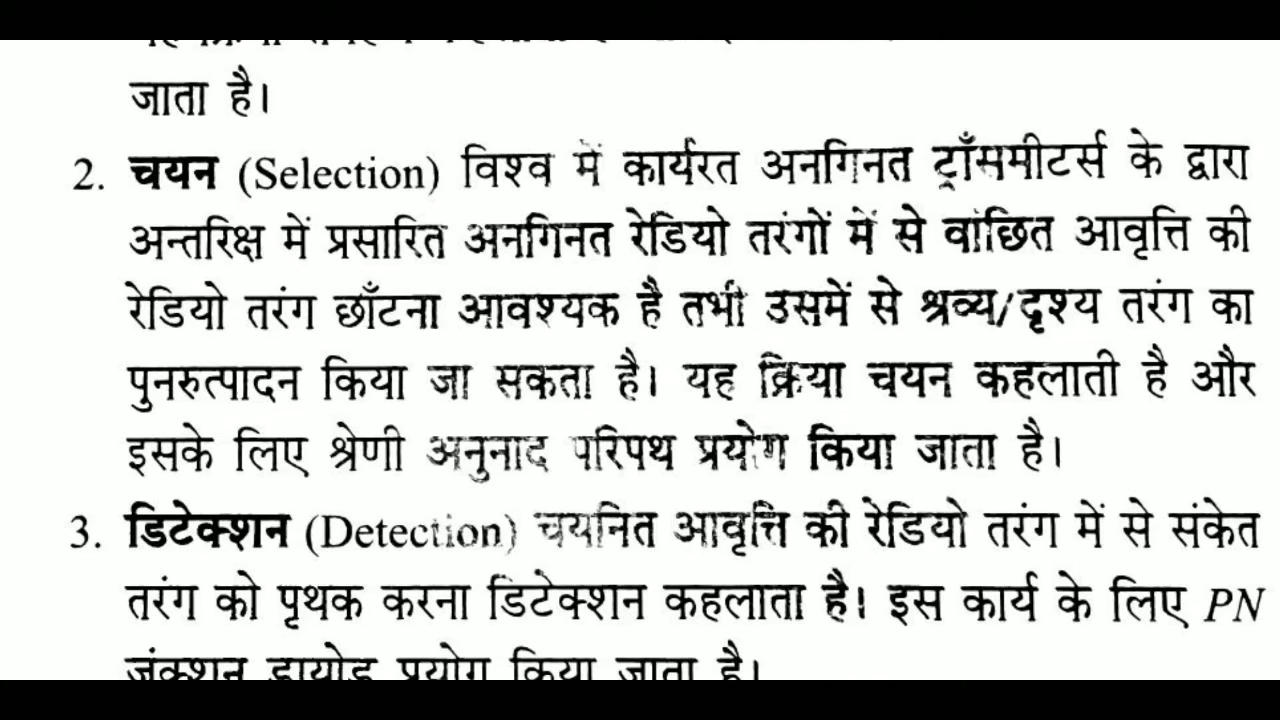 जाता है।
2. चयन (Selection) विश्व में कार्यरत अनगिनत ट्राँसमीटर्स के द्वारा
अन्तरिक्ष में प्रसारित अनगिनत रेडियो तरंगों में से वांछित आवृत्ति की
रेडियो तरंग छाँटना आवश्यक है तभी उसमें से श्रव्य/दृश्य तरंग का
पुनरुत्पादन किया जा सकता है। यह क्रिया चयन कहलाती है और
इसके लिए श्रेणी अनुनाद परिपथ प्रयोग किया जाता है।
3. डिटेक्शन (Detection) चयनित आवृत्ति की रेडियो तरंग में से संकेत
तरंग को पृथक करना डिटेक्शन कहलाता है। इस कार्य के लिए PN
जंक्शन डायोड प्रयोग किया जाता है।